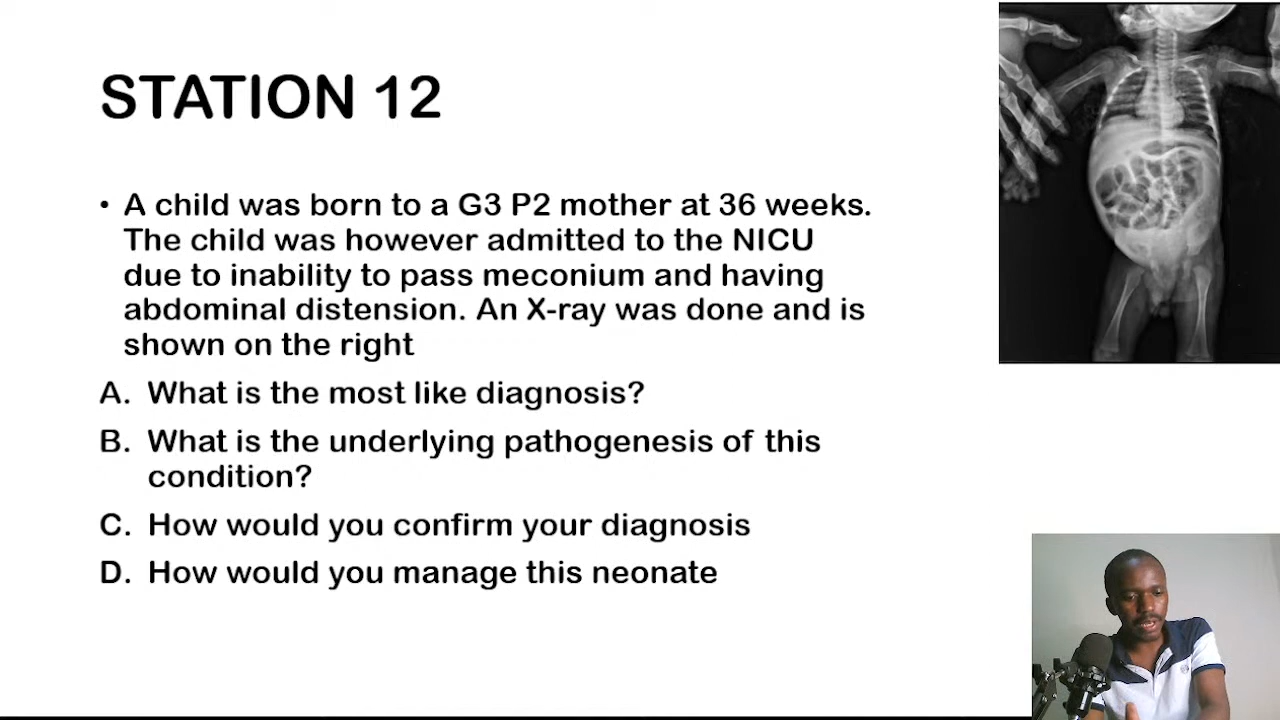 STATION 12
• A child was born to a G3 P2 mother at 36 weeks.
The child was however admitted to the NICU
due to inability to pass meconium and having
abdominal distension. An X-ray was done and is
shown on the right
A. What is the most like diagnosis?
B. What is the underlying pathogenesis of this
condition?
C. How would you confirm your diagnosis
D. How would you manage this neonate